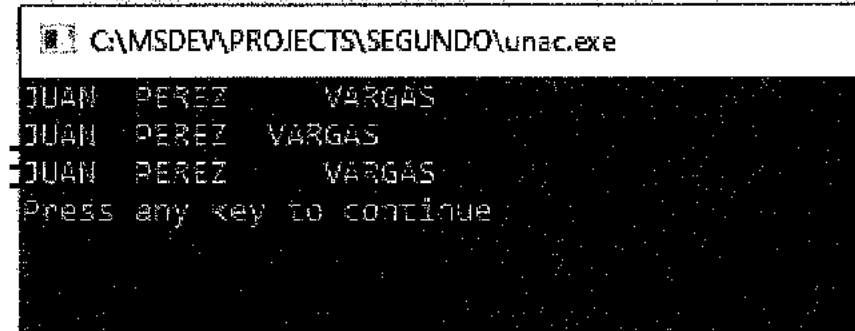 C:\MSDEV\PROJECTS\SEGUNDO\unac.exe
JUAN  PEREZ     VARGAS
JUAN  PEREZ  VARGAS
JUAN  PEREZ     VARGAS
Press any key to continue